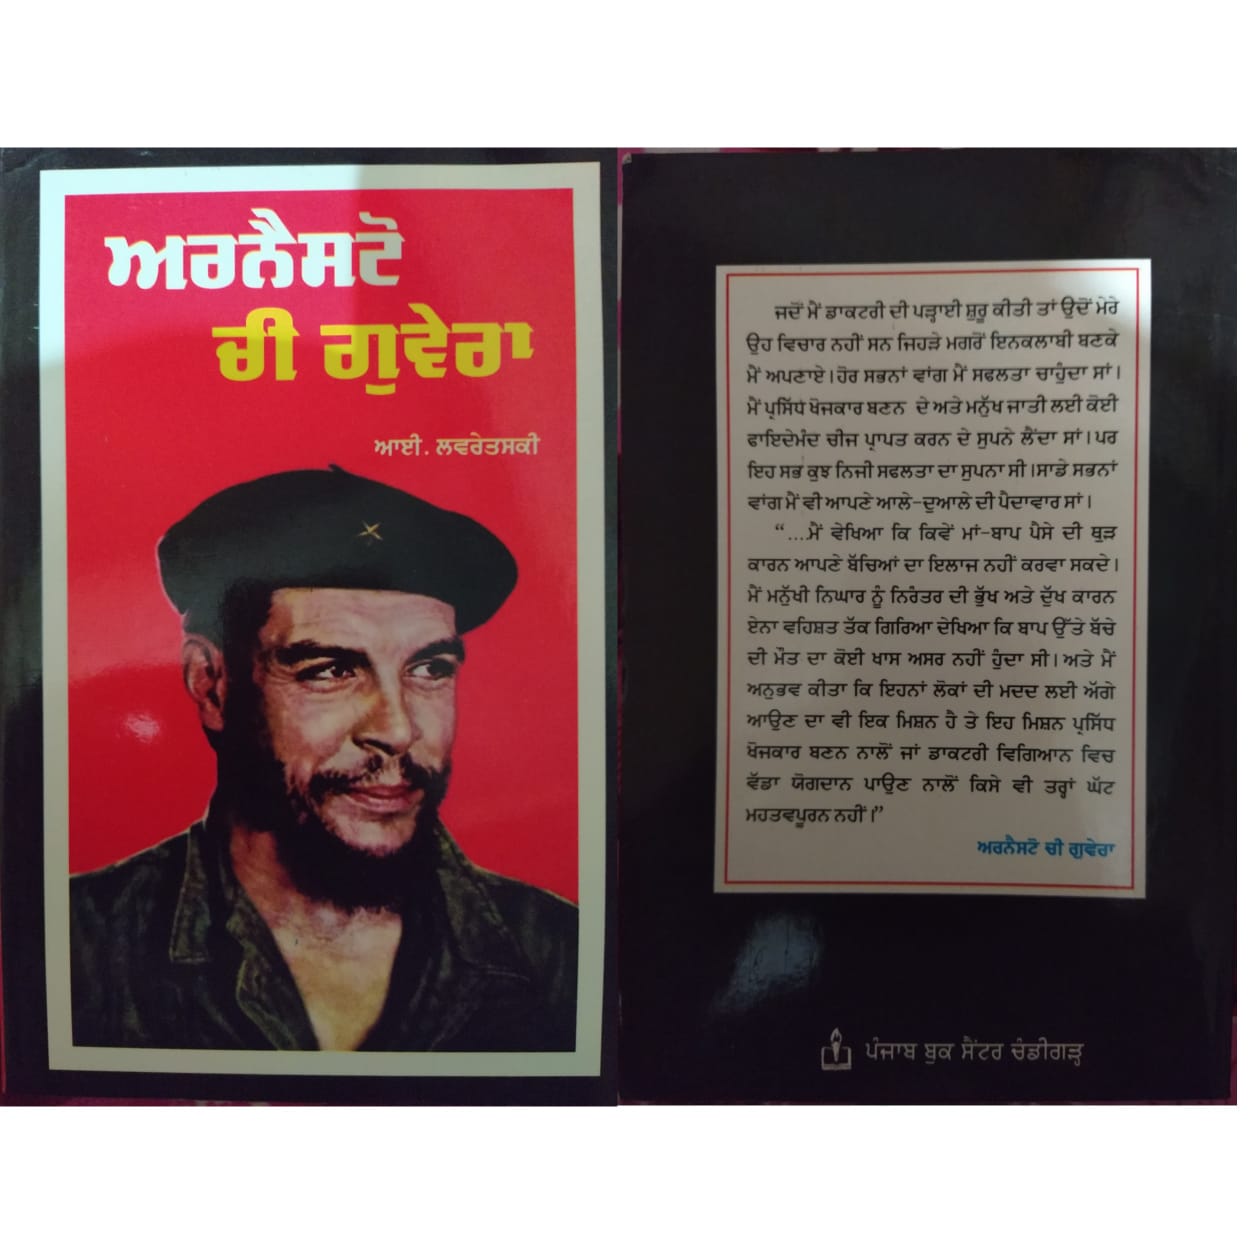 ਅਰਨੈਸਟੋ
ਚੀ ਗੁਵੇਰਾ
ਆਈ. ਲਵਰੇਤਸਕੀ
ਜਦੋਂ ਮੈਂ ਡਾਕਟਰੀ ਦੀ ਪੜ੍ਹਾਈ ਸ਼ੁਰੂ ਕੀਤੀ ਤਾਂ ਉਦੋਂ ਮੇਰੇ
ਉਹ ਵਿਚਾਰ ਨਹੀਂ ਸਨ ਜਿਹੜੇ ਮਗਰੋਂ ਇਨਕਲਾਬੀ ਬਣਕੇ
ਮੈਂ ਅਪਣਾਏ। ਹੋਰ ਸਭਨਾਂ ਵਾਂਗ ਮੈਂ ਸਫਲਤਾ ਚਾਹੁੰਦਾ ਸਾਂ।
ਮੈਂ ਪ੍ਰਸਿੱਧ ਖੋਜਕਾਰ ਬਣਨ ਦੇ ਅਤੇ ਮਨੁੱਖ ਜਾਤੀ ਲਈ ਕੋਈ
ਫਾਇਦੇਮੰਦ ਚੀਜ ਪ੍ਰਾਪਤ ਕਰਨ ਦੇ ਸੁਪਨੇ ਲੈਂਦਾ ਸਾਂ। ਪਰ
ਇਹ ਸਭ ਕੁਝ ਨਿਜੀ ਸਫਲਤਾ ਦਾ ਸੁਪਨਾ ਸੀ। ਸਾਡੇ ਸਭਨਾਂ
ਵਾਂਗ ਮੈਂ ਵੀ ਆਪਣੇ ਆਲੇ-ਦੁਆਲੇ ਦੀ ਪੈਦਾਵਾਰ ਸਾਂ।
“....ਮੈਂ ਵੇਖਿਆ ਕਿ ਕਿਵੇਂ ਮਾਂ-ਬਾਪ ਪੈਸੇ ਦੀ ਥੁੜ
ਕਾਰਨ ਆਪਣੇ ਬੱਚਿਆਂ ਦਾ ਇਲਾਜ ਨਹੀਂ ਕਰਵਾ ਸਕਦੇ।
ਮੈਂ ਮਨੁੱਖੀ ਨਿਘਾਰ ਨੂੰ ਨਿਰੰਤਰ ਦੀ ਭੁੱਖ ਅਤੇ ਦੁੱਖ ਕਾਰਨ
ਏਨਾ ਵਹਿਸ਼ਤ ਤੱਕ ਗਿਰਿਆ ਦੇਖਿਆ ਕਿ ਬਾਪ ਉੱਤੇ ਬੱਚੇ
ਦੀ ਮੌਤ ਦਾ ਕੋਈ ਖਾਸ ਅਸਰ ਨਹੀਂ ਹੁੰਦਾ ਸੀ। ਅਤੇ ਮੈਂ
ਅਨੁਭਵ ਕੀਤਾ ਕਿ ਇਹਨਾਂ ਲੋਕਾਂ ਦੀ ਮਦਦ ਲਈ ਅੱਗੇ
ਆਉਣ ਦਾ ਵੀ ਇਕ ਮਿਸ਼ਨ ਹੈ ਤੇ ਇਹ ਮਿਸ਼ਨ ਪ੍ਰਸਿੱਧ
ਖੋਜਕਾਰ ਬਣਨ ਨਾਲੋਂ ਜਾਂ ਡਾਕਟਰੀ ਵਿਗਿਆਨ ਵਿਚ
ਵੱਡਾ ਯੋਗਦਾਨ ਪਾਉਣ ਨਾਲੋਂ ਕਿਸੇ ਵੀ ਤਰ੍ਹਾਂ ਘੱਟ
ਮਹਤਵਪੂਰਨ ਨਹੀਂ।”
ਅਰਨੈਸਟੋ ਚੀ ਗੁਵੇਰਾ
ਪੰਜਾਬ ਬੁਕ ਸੈਂਟਰ ਚੰਡੀਗੜ੍ਹ